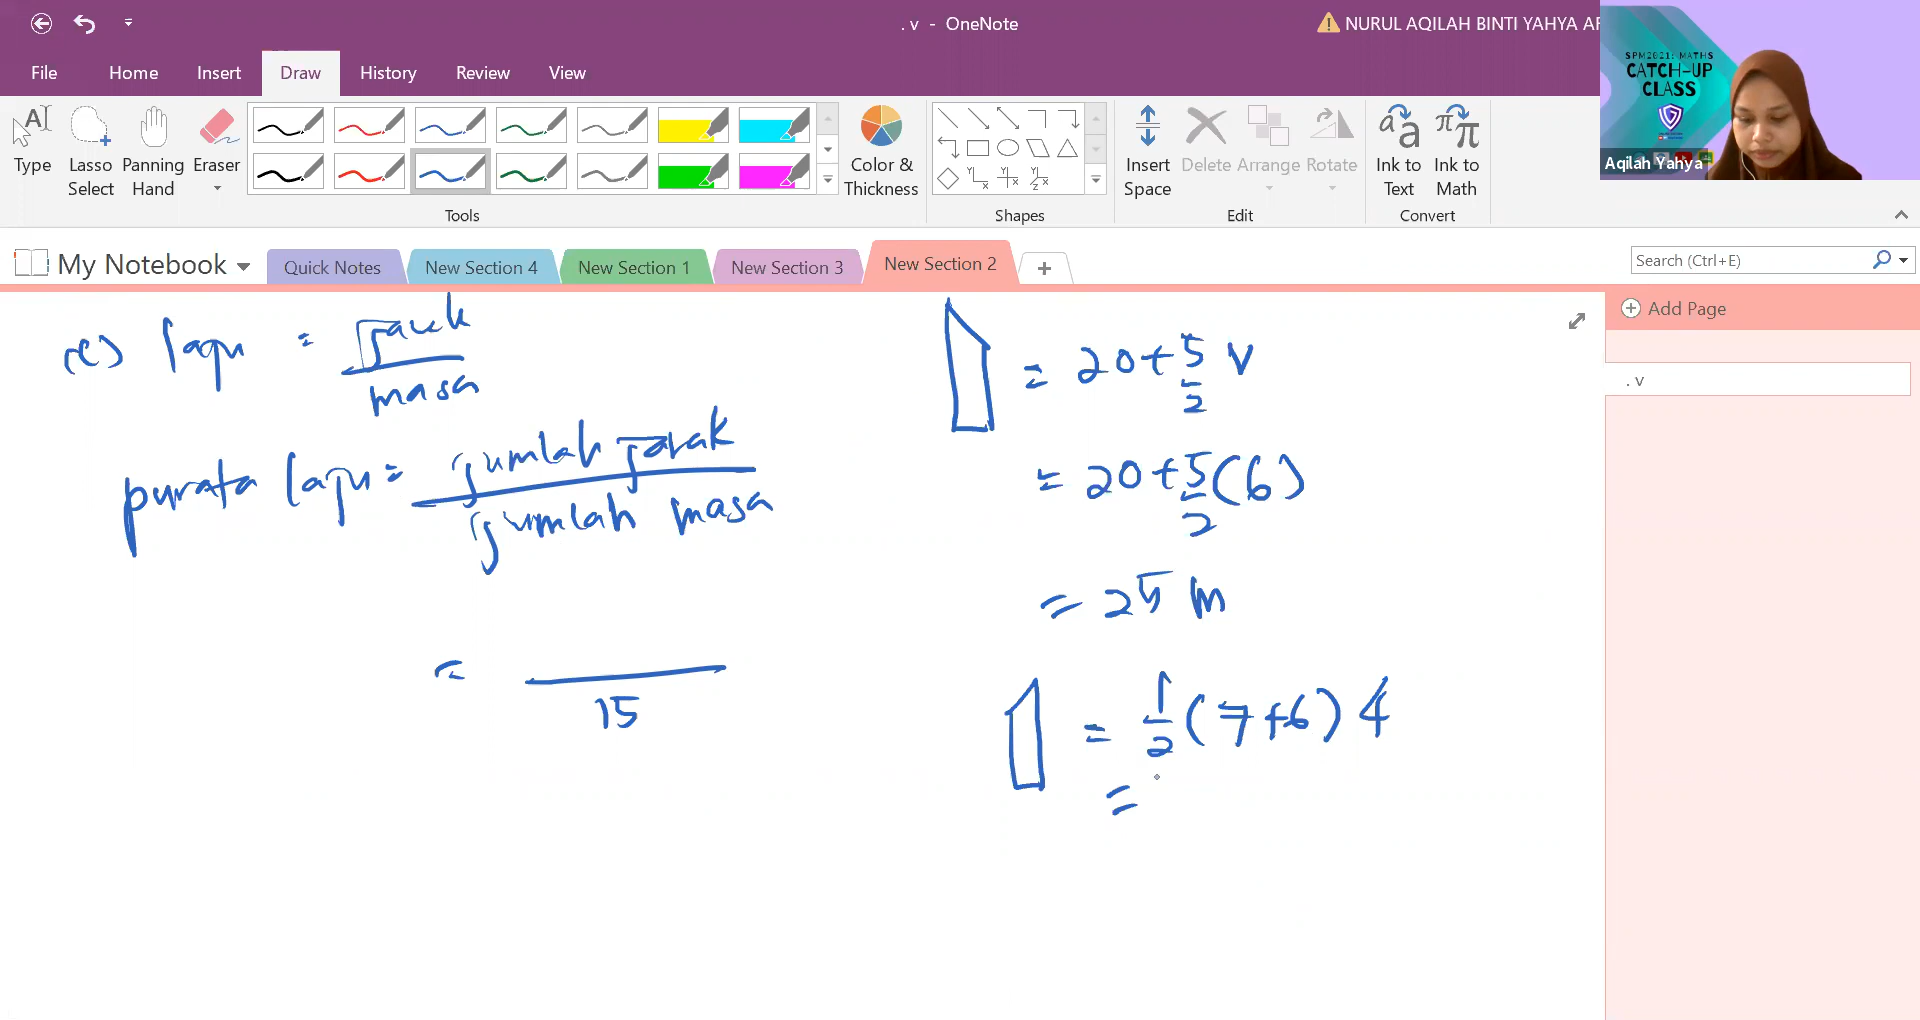 . v - OneNote
NURUL AQILAH BINTI YAHYA
File Home Insert Draw History Review View
Type
Lasso Select
Panning Hand
Eraser
Color & Thickness
Insert Space
Delete Arrange Rotate
Ink to Text
Ink to Math
Tools Shapes Edit Convert
SPM2021: MATHS
CATCH-UP
CLASS
Aqilah Yahya
My Notebook Quick Notes New Section 4 New Section 1 New Section 3 New Section 2
Search (Ctrl+E)
Add Page
. v
(c) laju = jarak / masa
purata laju = jumlah jarak / jumlah masa
= / 15
= 20 + 5/2 v
= 20 + 5/2 (6)
= 25 m
= 1/2 (7+6) 4
=